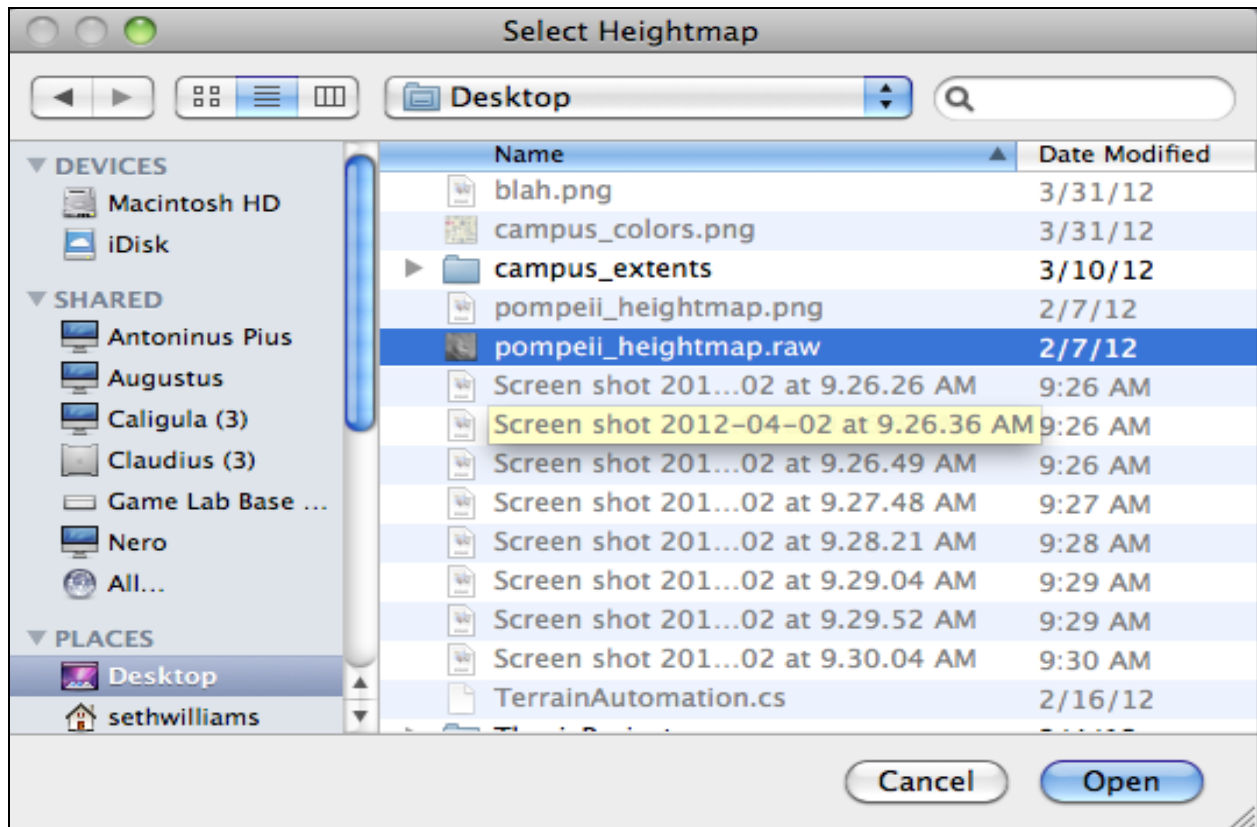 Select Heightmap
Desktop
Name Date Modified
DEVICES
Macintosh HD
iDisk
SHARED
Antoninus Pius
Augustus
Caligula (3)
Claudius (3)
Game Lab Base ...
Nero
All...
PLACES
Desktop
sethwilliams
blah.png 3/31/12
campus_colors.png 3/31/12
campus_extents 3/10/12
pompeii_heightmap.png 2/7/12
pompeii_heightmap.raw 2/7/12
Screen shot 201...02 at 9.26.26 AM 9:26 AM
Screen shot 2012-04-02 at 9.26.36 AM 9:26 AM
Screen shot 201...02 at 9.26.49 AM 9:26 AM
Screen shot 201...02 at 9.27.48 AM 9:27 AM
Screen shot 201...02 at 9.28.21 AM 9:28 AM
Screen shot 201...02 at 9.29.04 AM 9:29 AM
Screen shot 201...02 at 9.29.52 AM 9:29 AM
Screen shot 201...02 at 9.30.04 AM 9:30 AM
TerrainAutomation.cs 2/16/12
Cancel Open